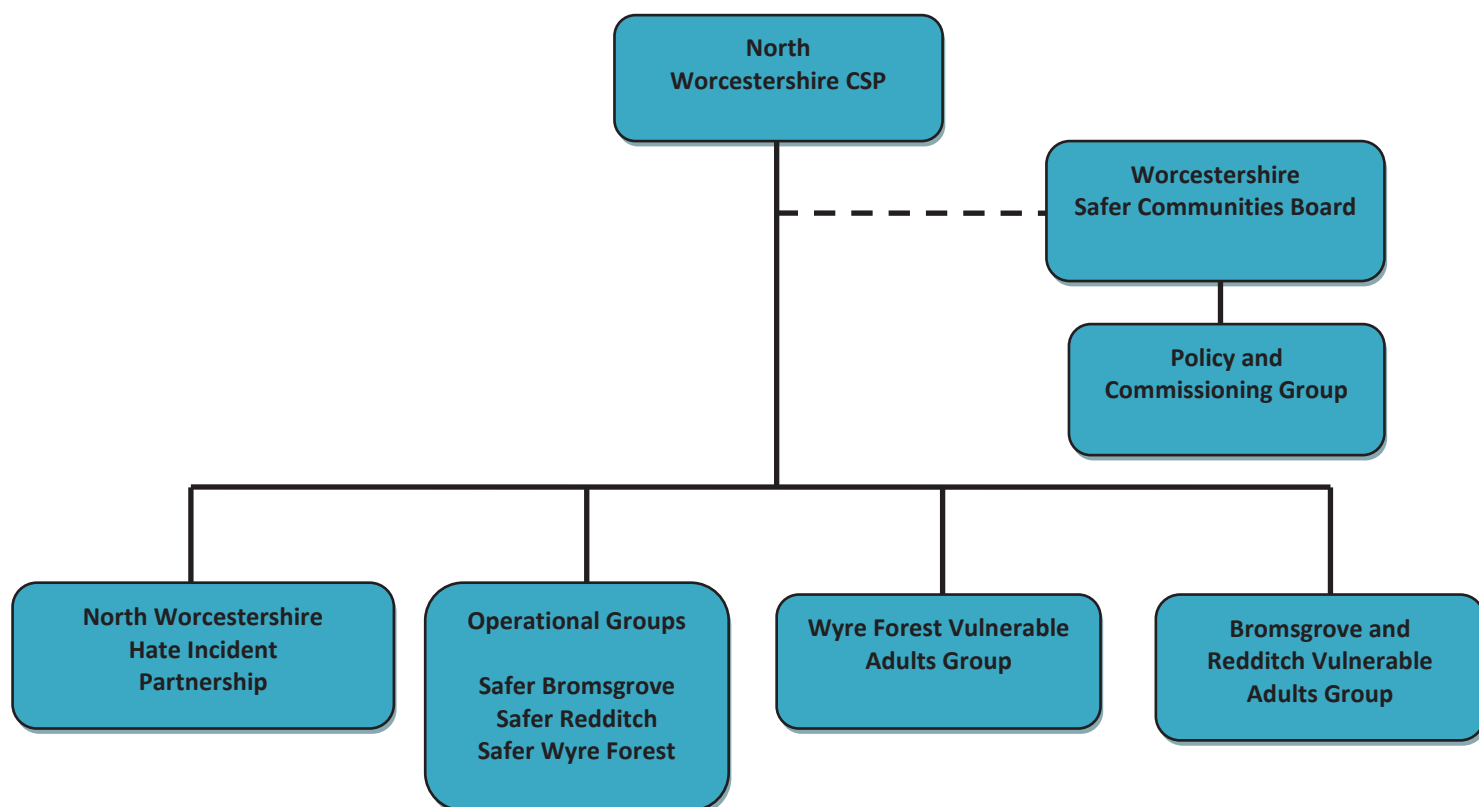 North
Worcestershire CSP
Worcestershire
Safer Communities Board
Policy and
Commissioning Group
North Worcestershire
Hate Incident
Partnership
Operational Groups
Safer Bromsgrove
Safer Redditch
Safer Wyre Forest
Wyre Forest Vulnerable
Adults Group
Bromsgrove and
Redditch Vulnerable
Adults Group